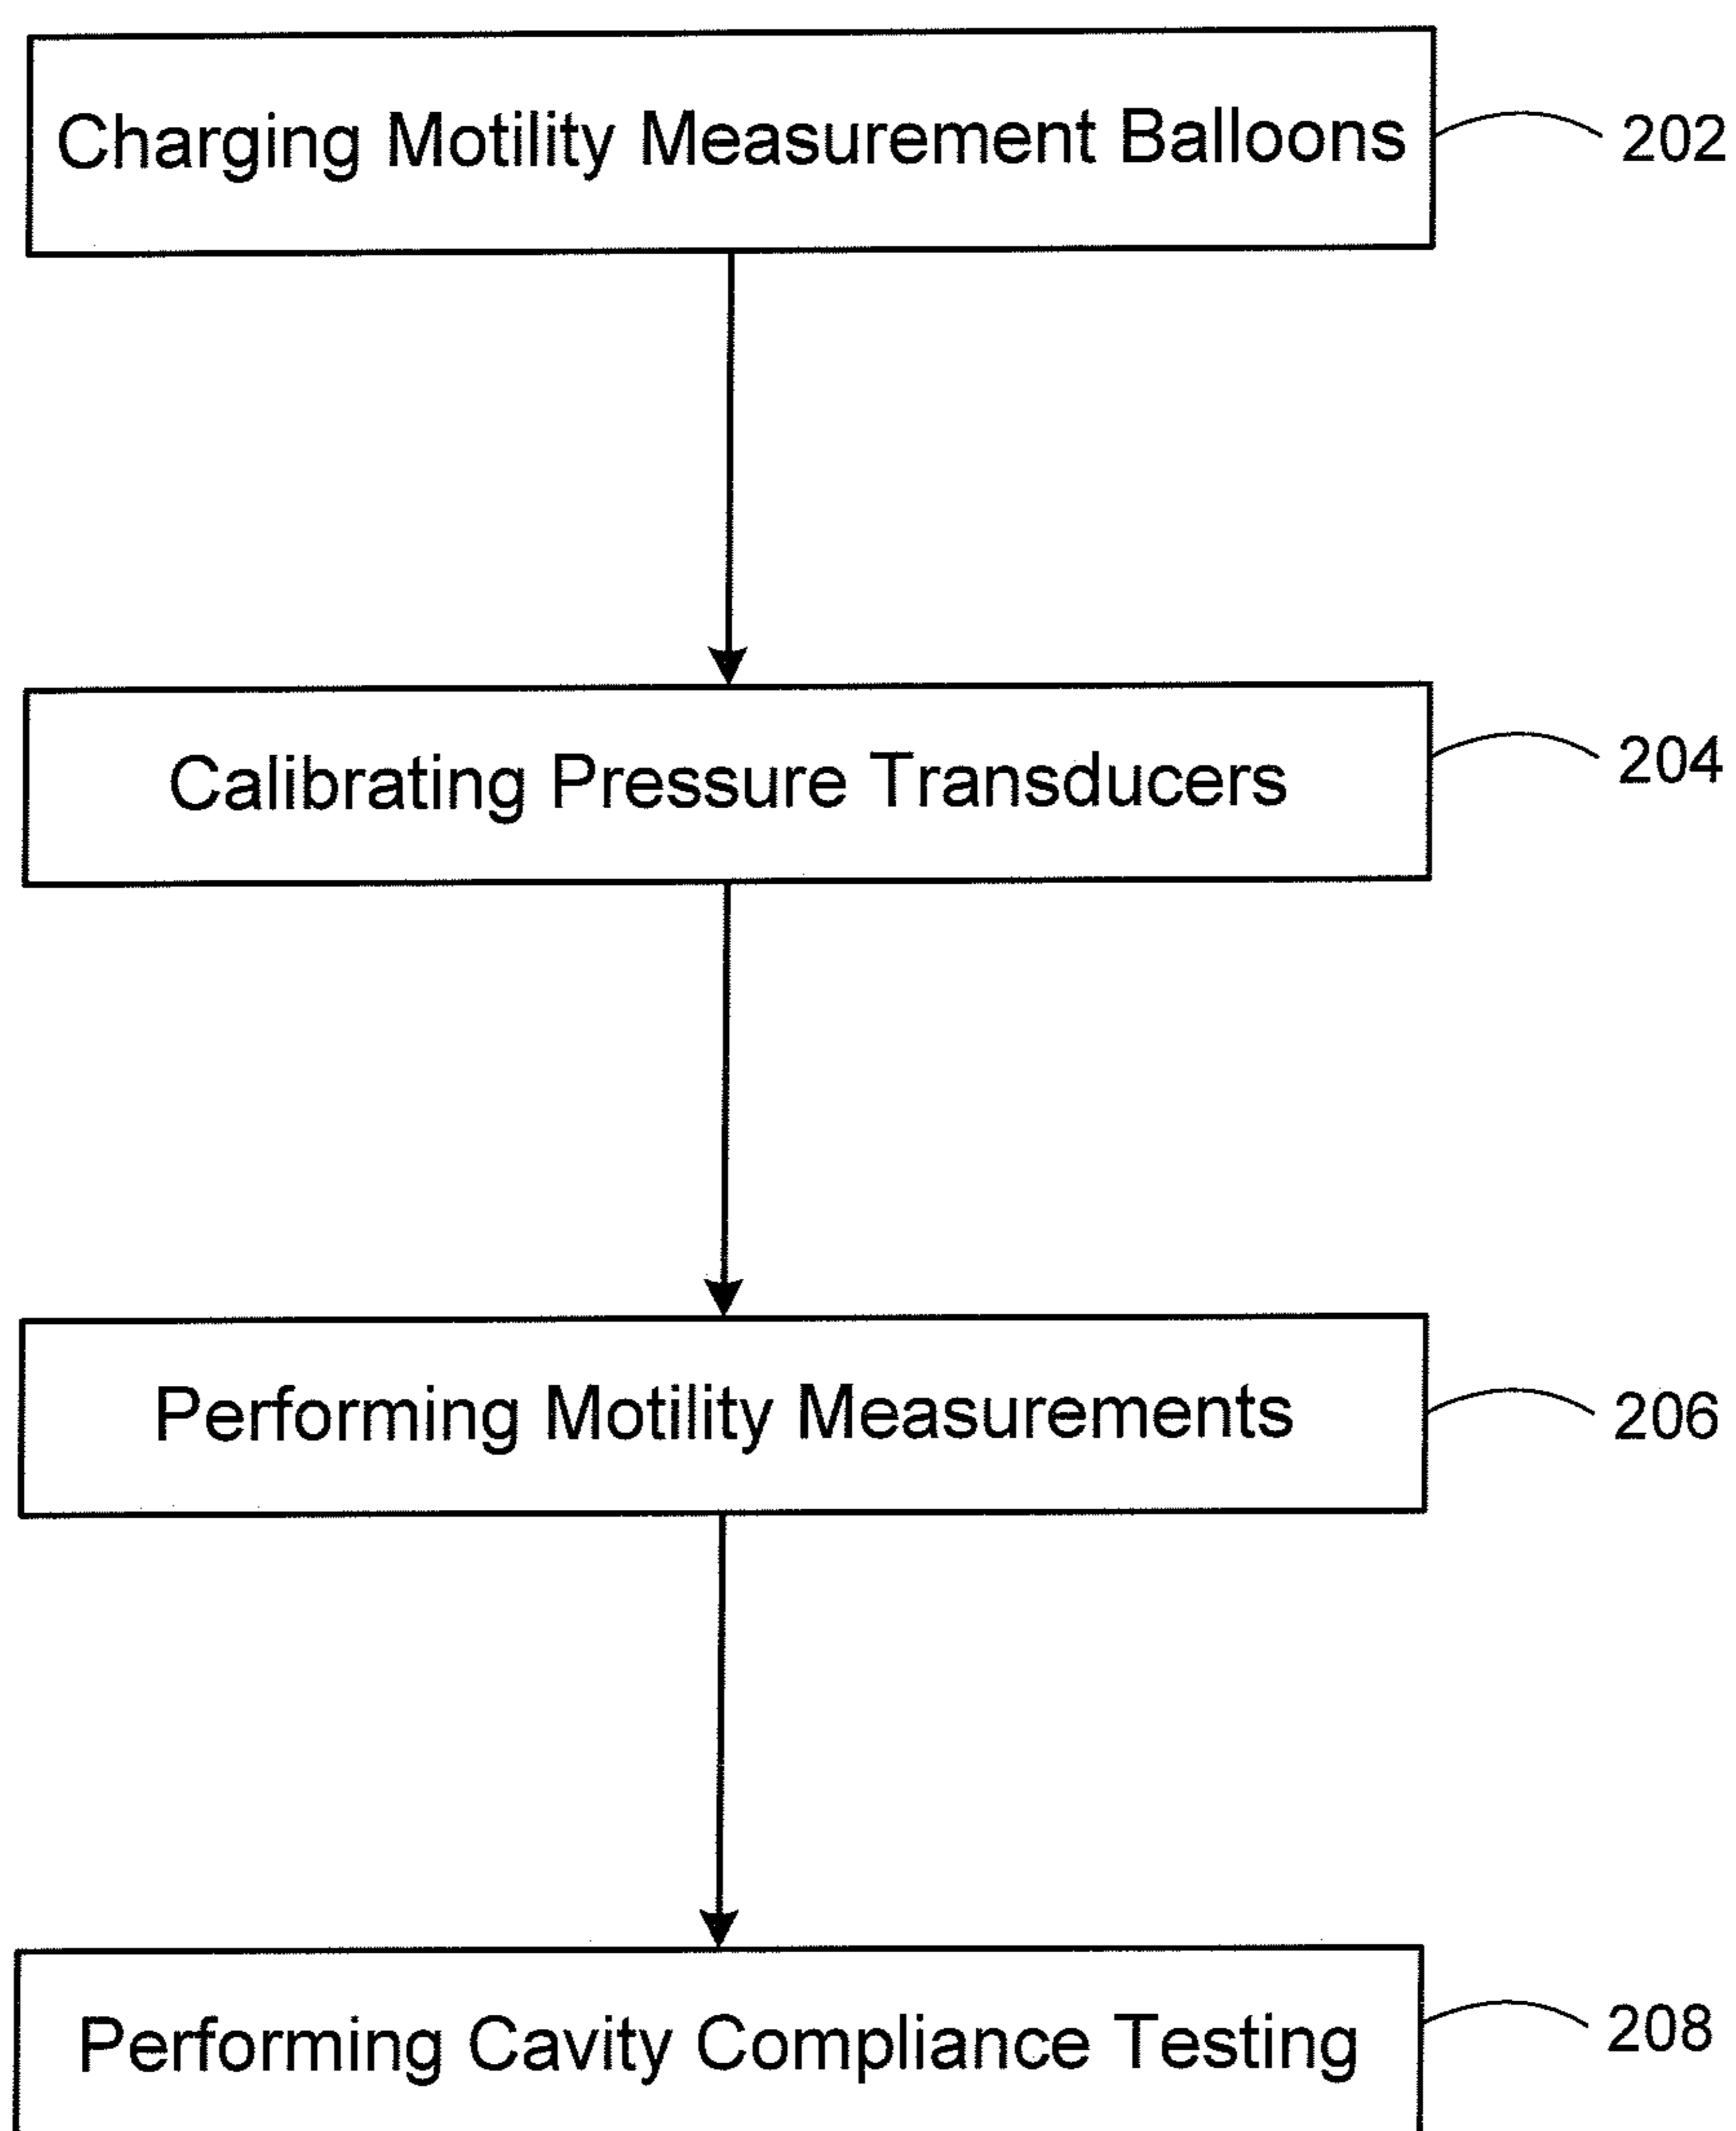 Charging Motility Measurement Balloons 202
Calibrating Pressure Transducers 204
Performing Motility Measurements 206
Performing Cavity Compliance Testing 208